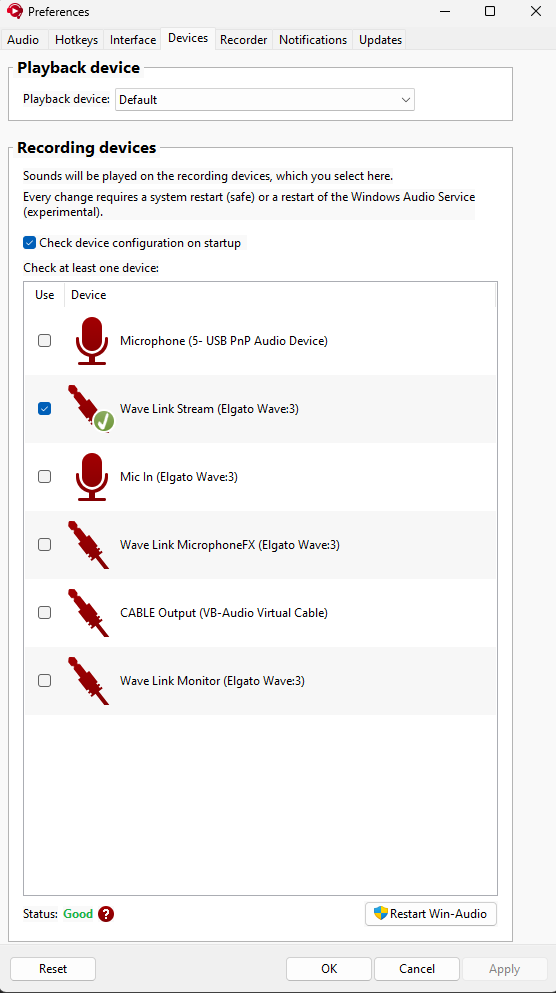 Preferences
Audio Hotkeys Interface Devices Recorder Notifications Updates
Playback device
Playback device: Default
Recording devices
Sounds will be played on the recording devices, which you select here.
Every change requires a system restart (safe) or a restart of the Windows Audio Service
(experimental).
Check device configuration on startup
Check at least one device:
Use Device
Microphone (5- USB PnP Audio Device)
Wave Link Stream (Elgato Wave:3)
Mic In (Elgato Wave:3)
Wave Link MicrophoneFX (Elgato Wave:3)
CABLE Output (VB-Audio Virtual Cable)
Wave Link Monitor (Elgato Wave:3)
Status: Good ? Restart Win-Audio
Reset OK Cancel Apply